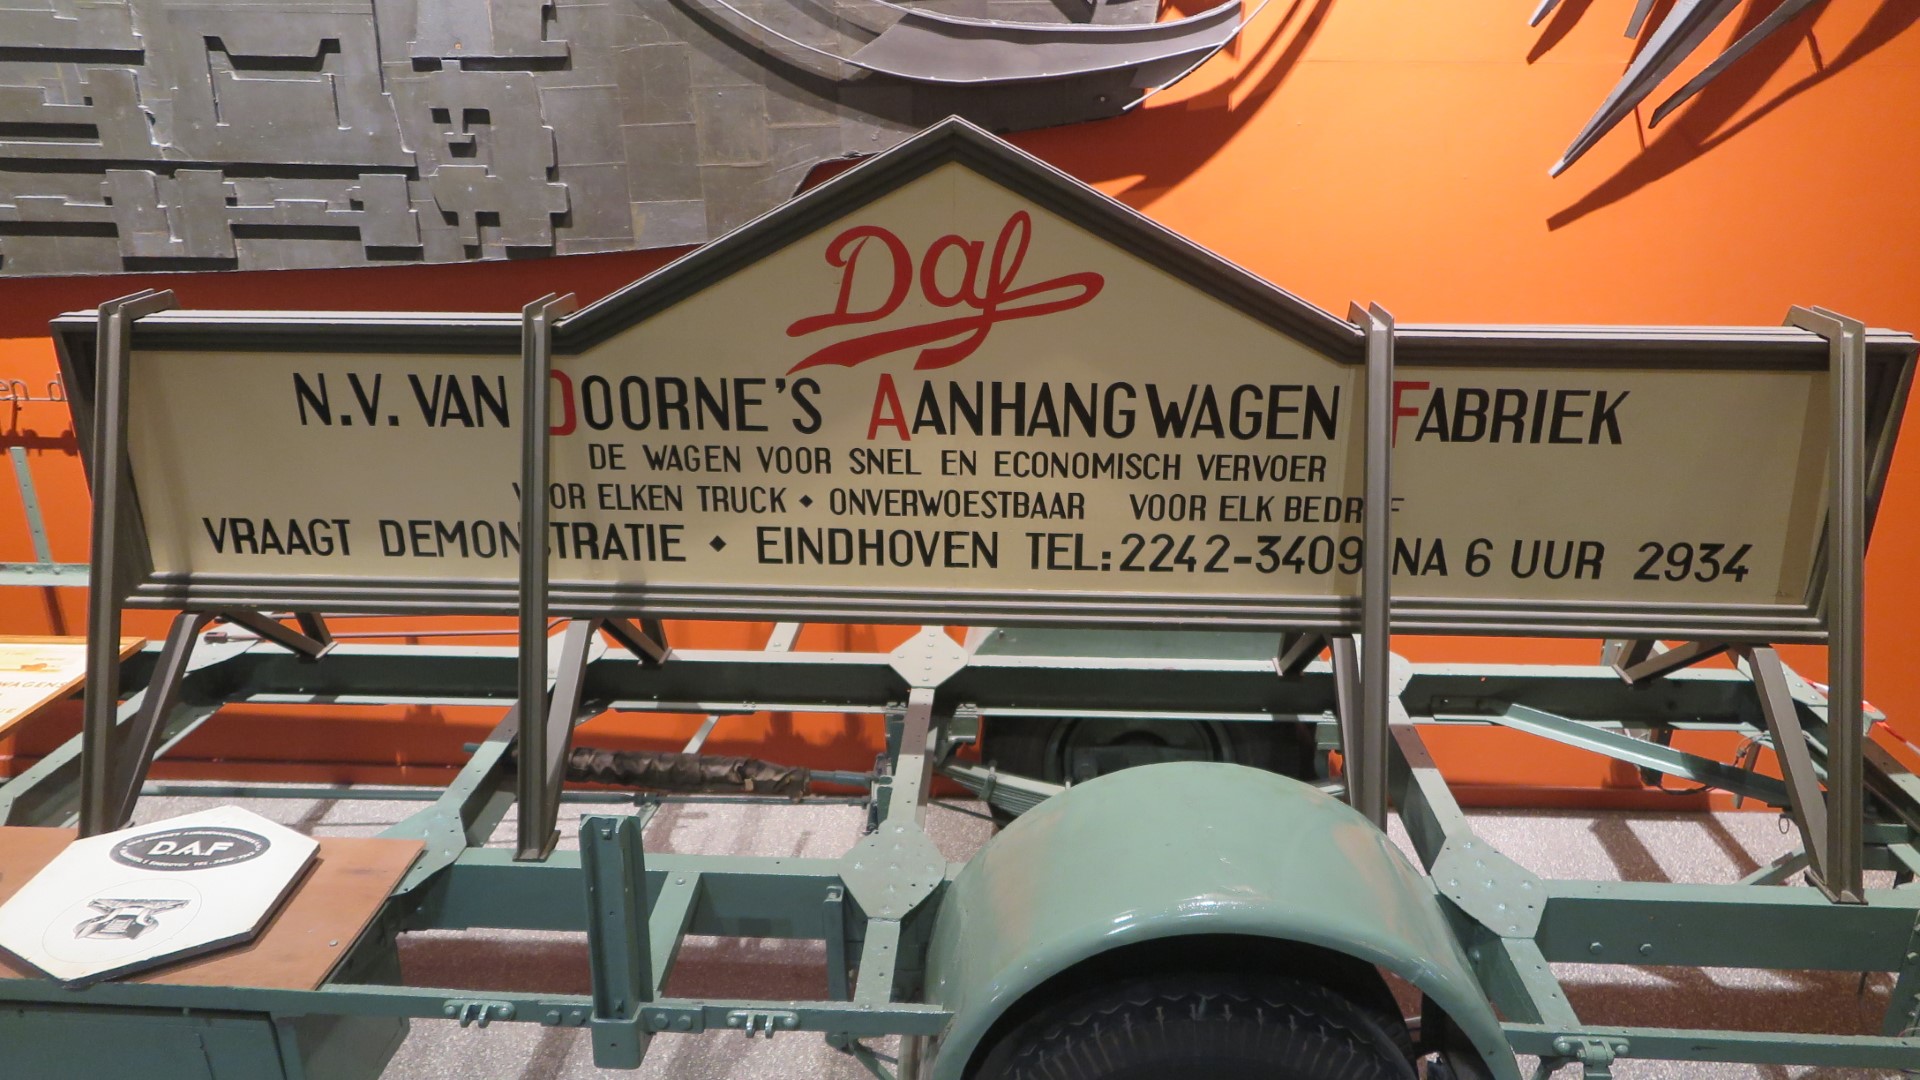 Daf
N.V. VAN DOORNE'S AANHANGWAGEN FABRIEK
DE WAGEN VOOR SNEL EN ECONOMISCH VERVOER
VOOR ELKEN TRUCK ◆ ONVERWOESTBAAR VOOR ELK BEDRIJF
VRAAGT DEMONSTRATIE ◆ EINDHOVEN TEL: 2242-3409 NA 6 UUR 2934
en d
DAF